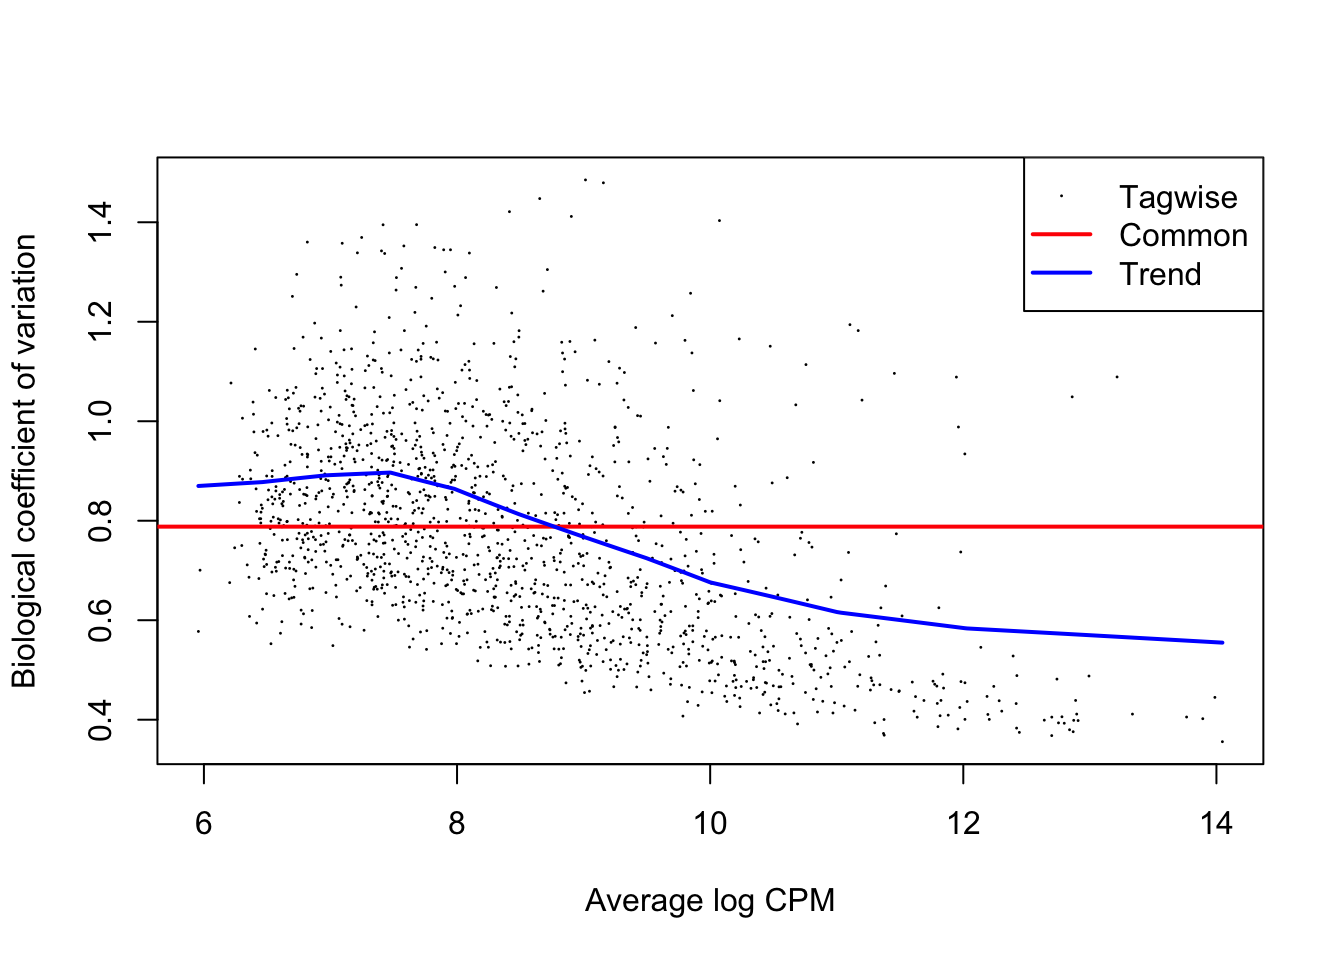 Tagwise
Common
Trend
Biological coefficient of variation
1.4
1.2
1.0
0.8
0.6
0.4
6 8 10 12 14
Average log CPM